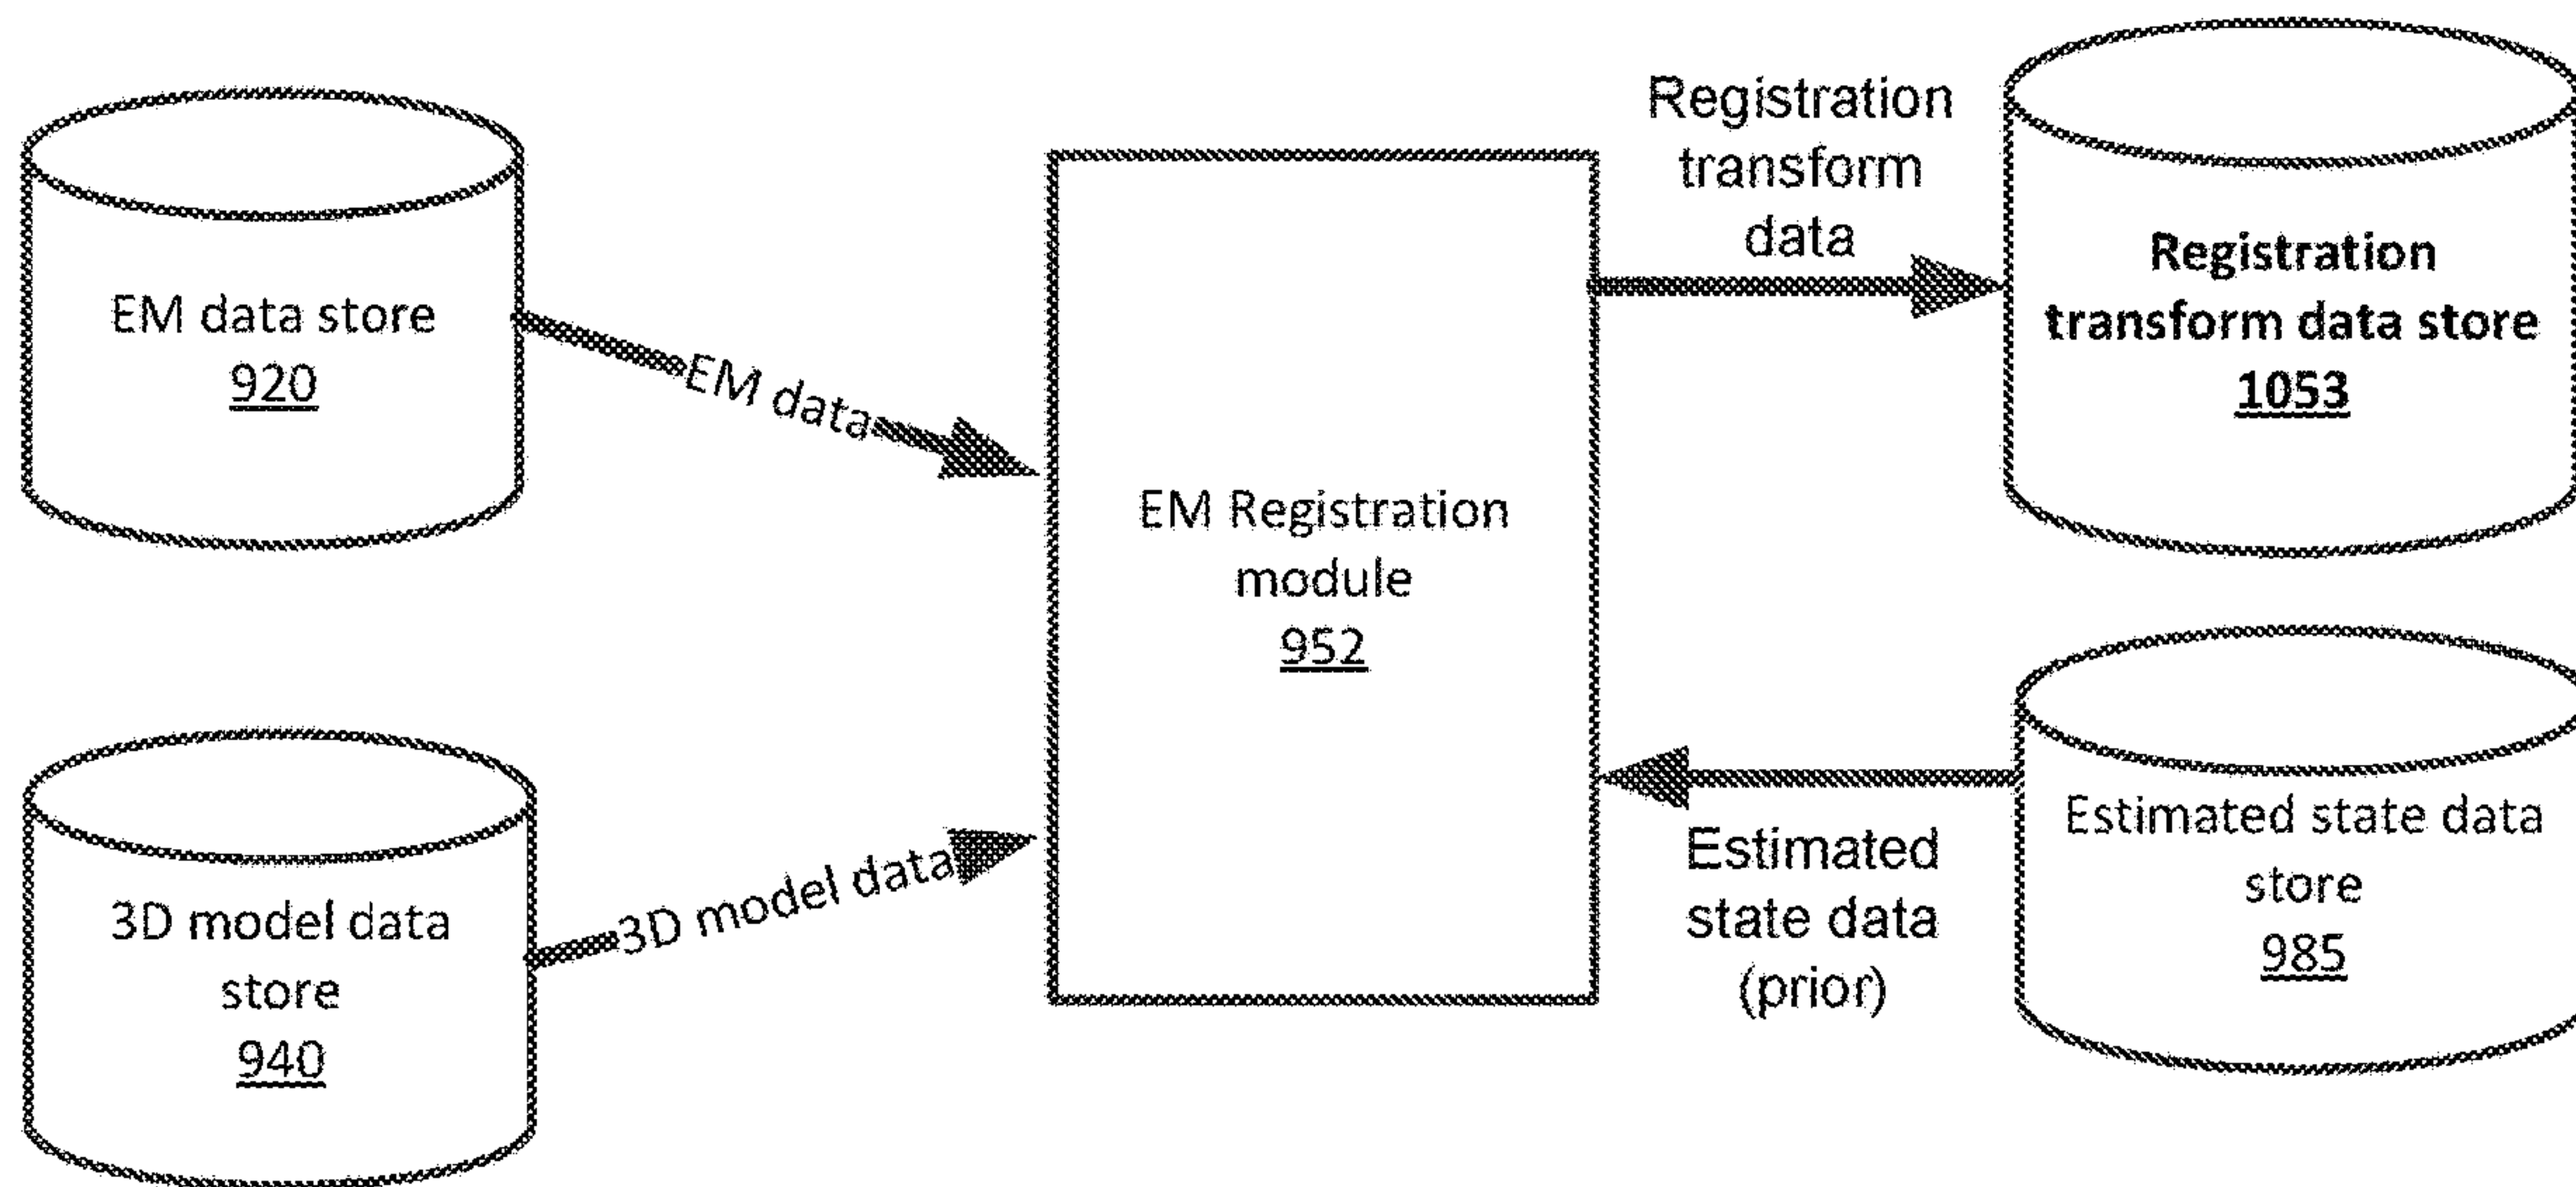 EM data store
920
EM data
3D model data
store
940
3D model data
EM Registration
module
952
Registration
transform
data
Registration
transform data store
1053
Estimated
state data
(prior)
Estimated state data
store
985